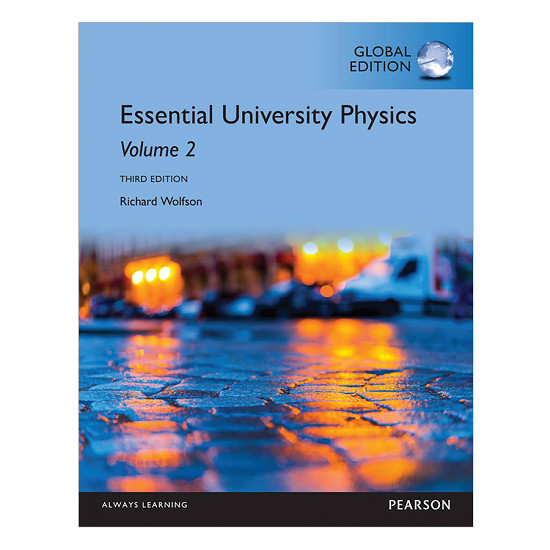 GLOBAL
EDITION
Essential University Physics
Volume 2
THIRD EDITION
Richard Wolfson
ALWAYS LEARNING
PEARSON